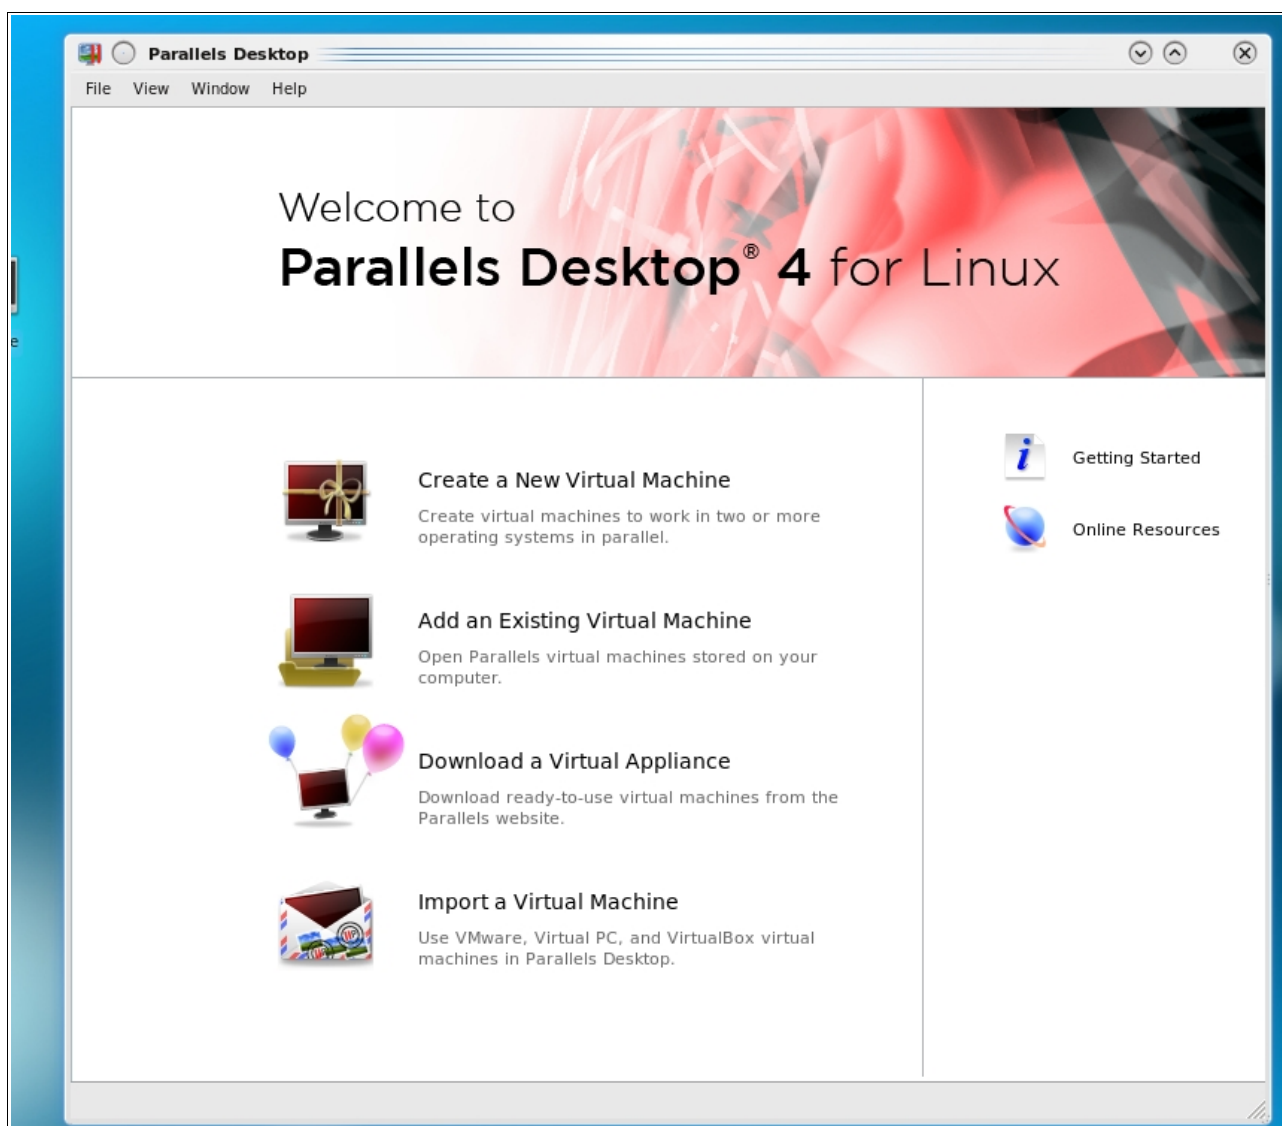 Parallels Desktop
File View Window Help
Welcome to
Parallels Desktop® 4 for Linux
e
Create a New Virtual Machine
Create virtual machines to work in two or more
operating systems in parallel.
Add an Existing Virtual Machine
Open Parallels virtual machines stored on your
computer.
Download a Virtual Appliance
Download ready-to-use virtual machines from the
Parallels website.
Import a Virtual Machine
Use VMware, Virtual PC, and VirtualBox virtual
machines in Parallels Desktop.
Getting Started
Online Resources